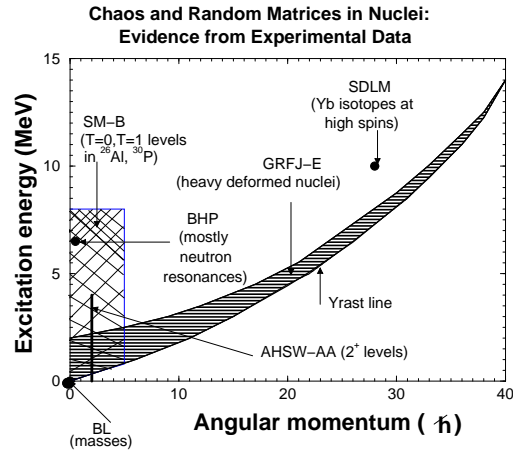 Chaos and Random Matrices in Nuclei:
Evidence from Experimental Data
SDLM
(Yb isotopes at
high spins)
SM−B
(T=0,T=1 levels
in ²⁶Al, ³⁰P)
GRFJ−E
(heavy deformed nuclei)
BHP
(mostly
neutron
resonances)
Yrast line
AHSW−AA (2⁺ levels)
BL
(masses)
Excitation energy (MeV)
15
10
5
0
0
10
20
30
40
Angular momentum ( ℏ)